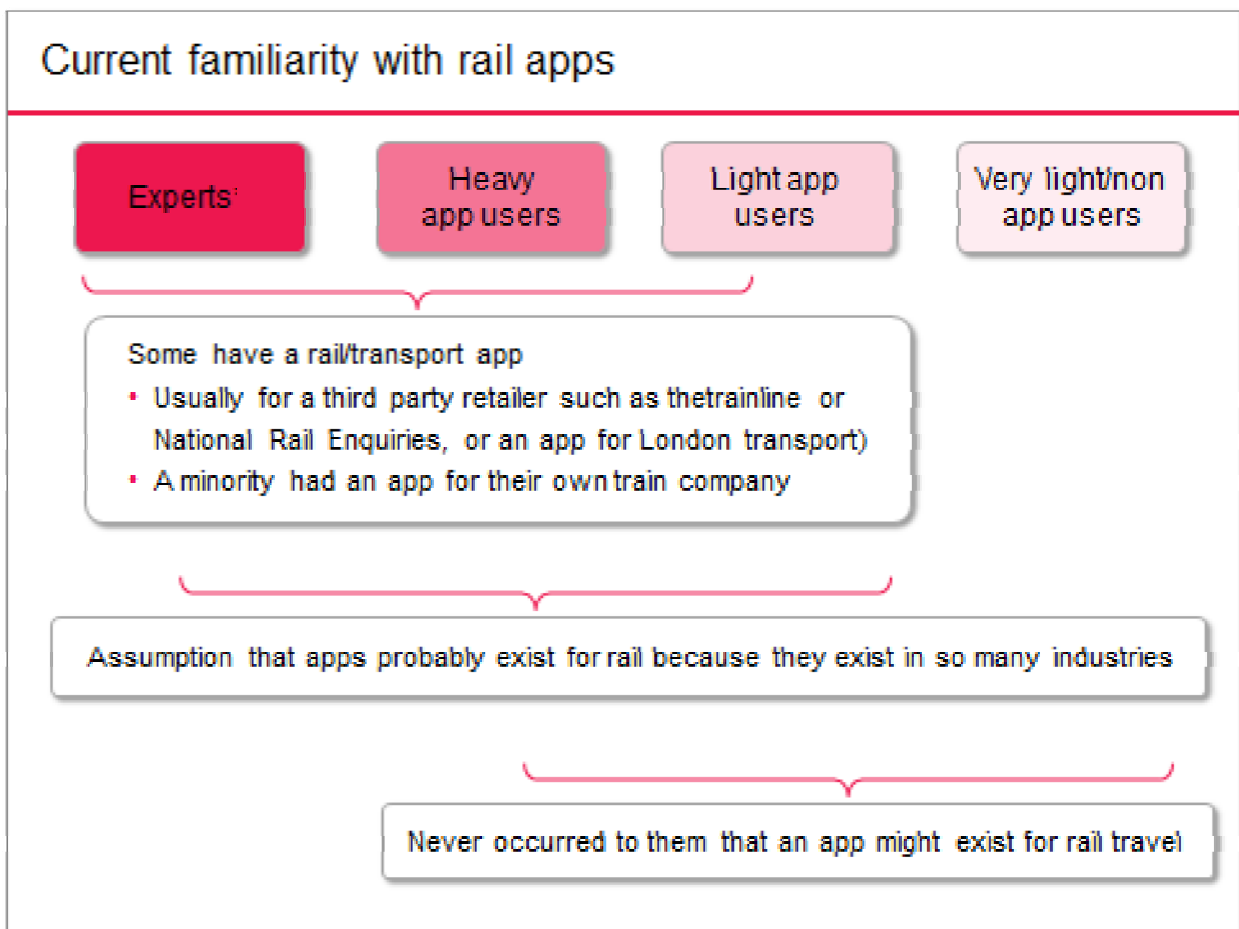 Current familiarity with rail apps
Experts
Heavy
app users
Light app
users
Very light/non
app users
Some have a rail/transport app
• Usually for a third party retailer such as thetrainline or
National Rail Enquiries, or an app for London transport)
• A minority had an app for their own train company
Assumption that apps probably exist for rail because they exist in so many industries
Never occurred to them that an app might exist for rail travel